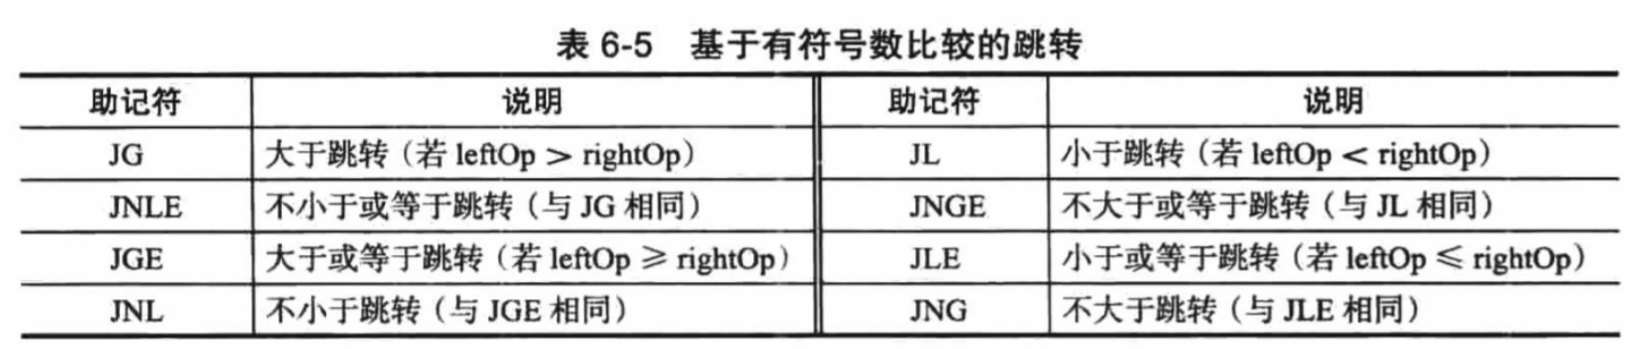 表 6-5 基于有符号数比较的跳转
助记符 说明 助记符 说明
JG 大于跳转（若 leftOp > rightOp） JL 小于跳转（若 leftOp < rightOp）
JNLE 不小于或等于跳转（与 JG 相同） JNGE 不大于或等于跳转（与 JL 相同）
JGE 大于或等于跳转（若 leftOp ≥ rightOp） JLE 小于或等于跳转（若 leftOp ≤ rightOp）
JNL 不小于跳转（与 JGE 相同） JNG 不大于跳转（与 JLE 相同）